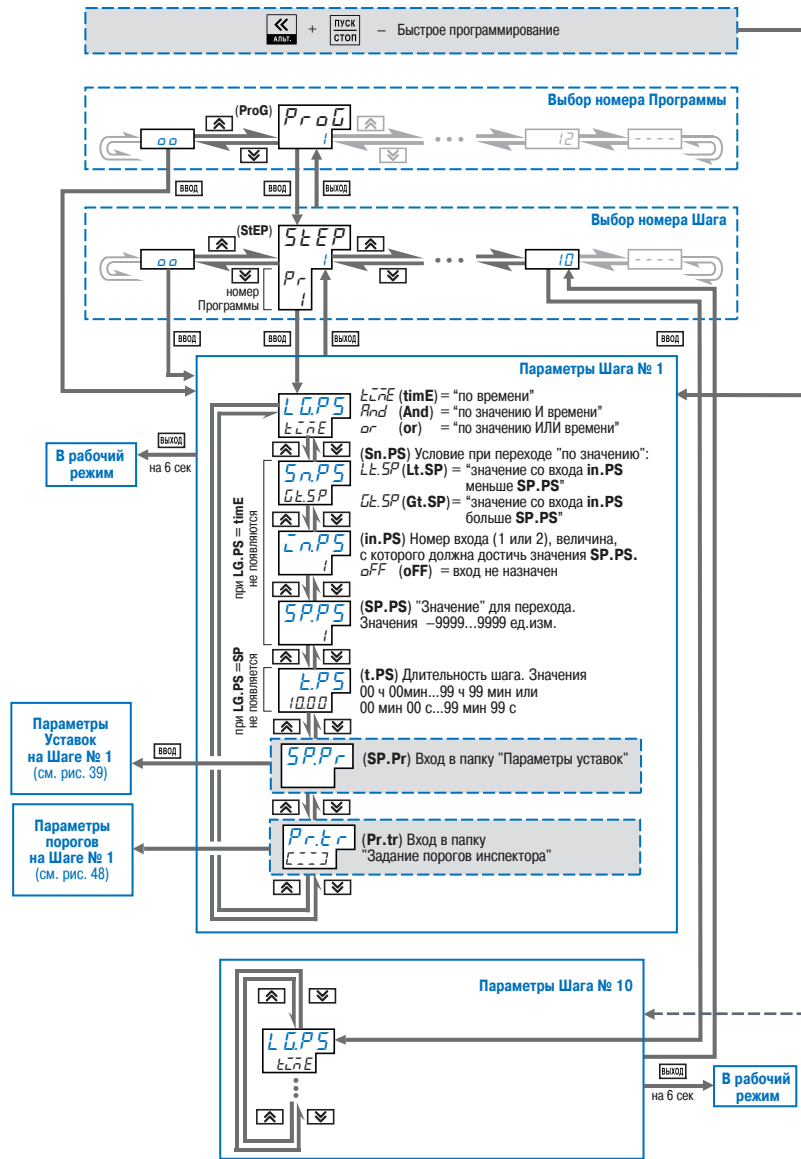 АЛЬТ. + ПУСК СТОП – Быстрое программирование
Выбор номера Программы
(ProG) ProG
oo 1 ••• 12 ----
ВВОД ВВОД ВЫХОД
Выбор номера Шага
(StEP) StEP
oo 1 ••• 10 ----
номер
Программы
Pr
1
ВВОД ВВОД ВЫХОД ВВОД
Параметры Шага № 1
LG.PS
timE
timE (timE) = “по времени”
And (And) = “по значению И времени”
or (or) = “по значению ИЛИ времени”
В рабочий
режим
ВЫХОД
на 6 сек
при LG.PS = timE
не появляются
Sn.PS
Gt.SP
(Sn.PS) Условие при переходе "по значению":
Lt.SP (Lt.SP) = “значение со входа in.PS
меньше SP.PS”
Gt.SP (Gt.SP) = “значение со входа in.PS
больше SP.PS”
in.PS
1
(in.PS) Номер входа (1 или 2), величина,
с которого должна достичь значения SP.PS.
oFF (oFF) = вход не назначен
SP.PS
1
(SP.PS) "Значение" для перехода.
Значения –9999...9999 ед.изм.
при LG.PS =SP
не появляется
t.PS
10.00
(t.PS) Длительность шага. Значения
00 ч 00мин...99 ч 99 мин или
00 мин 00 с...99 мин 99 с
Параметры
Уставок
на Шаге № 1
(см. рис. 39)
ВВОД
SP.Pr
(SP.Pr) Вход в папку "Параметры уставок"
Параметры
порогов
на Шаге № 1
(см. рис. 48)
Pr.tr
(Pr.tr) Вход в папку
"Задание порогов инспектора"
Параметры Шага № 10
LG.PS
timE
ВЫХОД
на 6 сек
В рабочий
режим